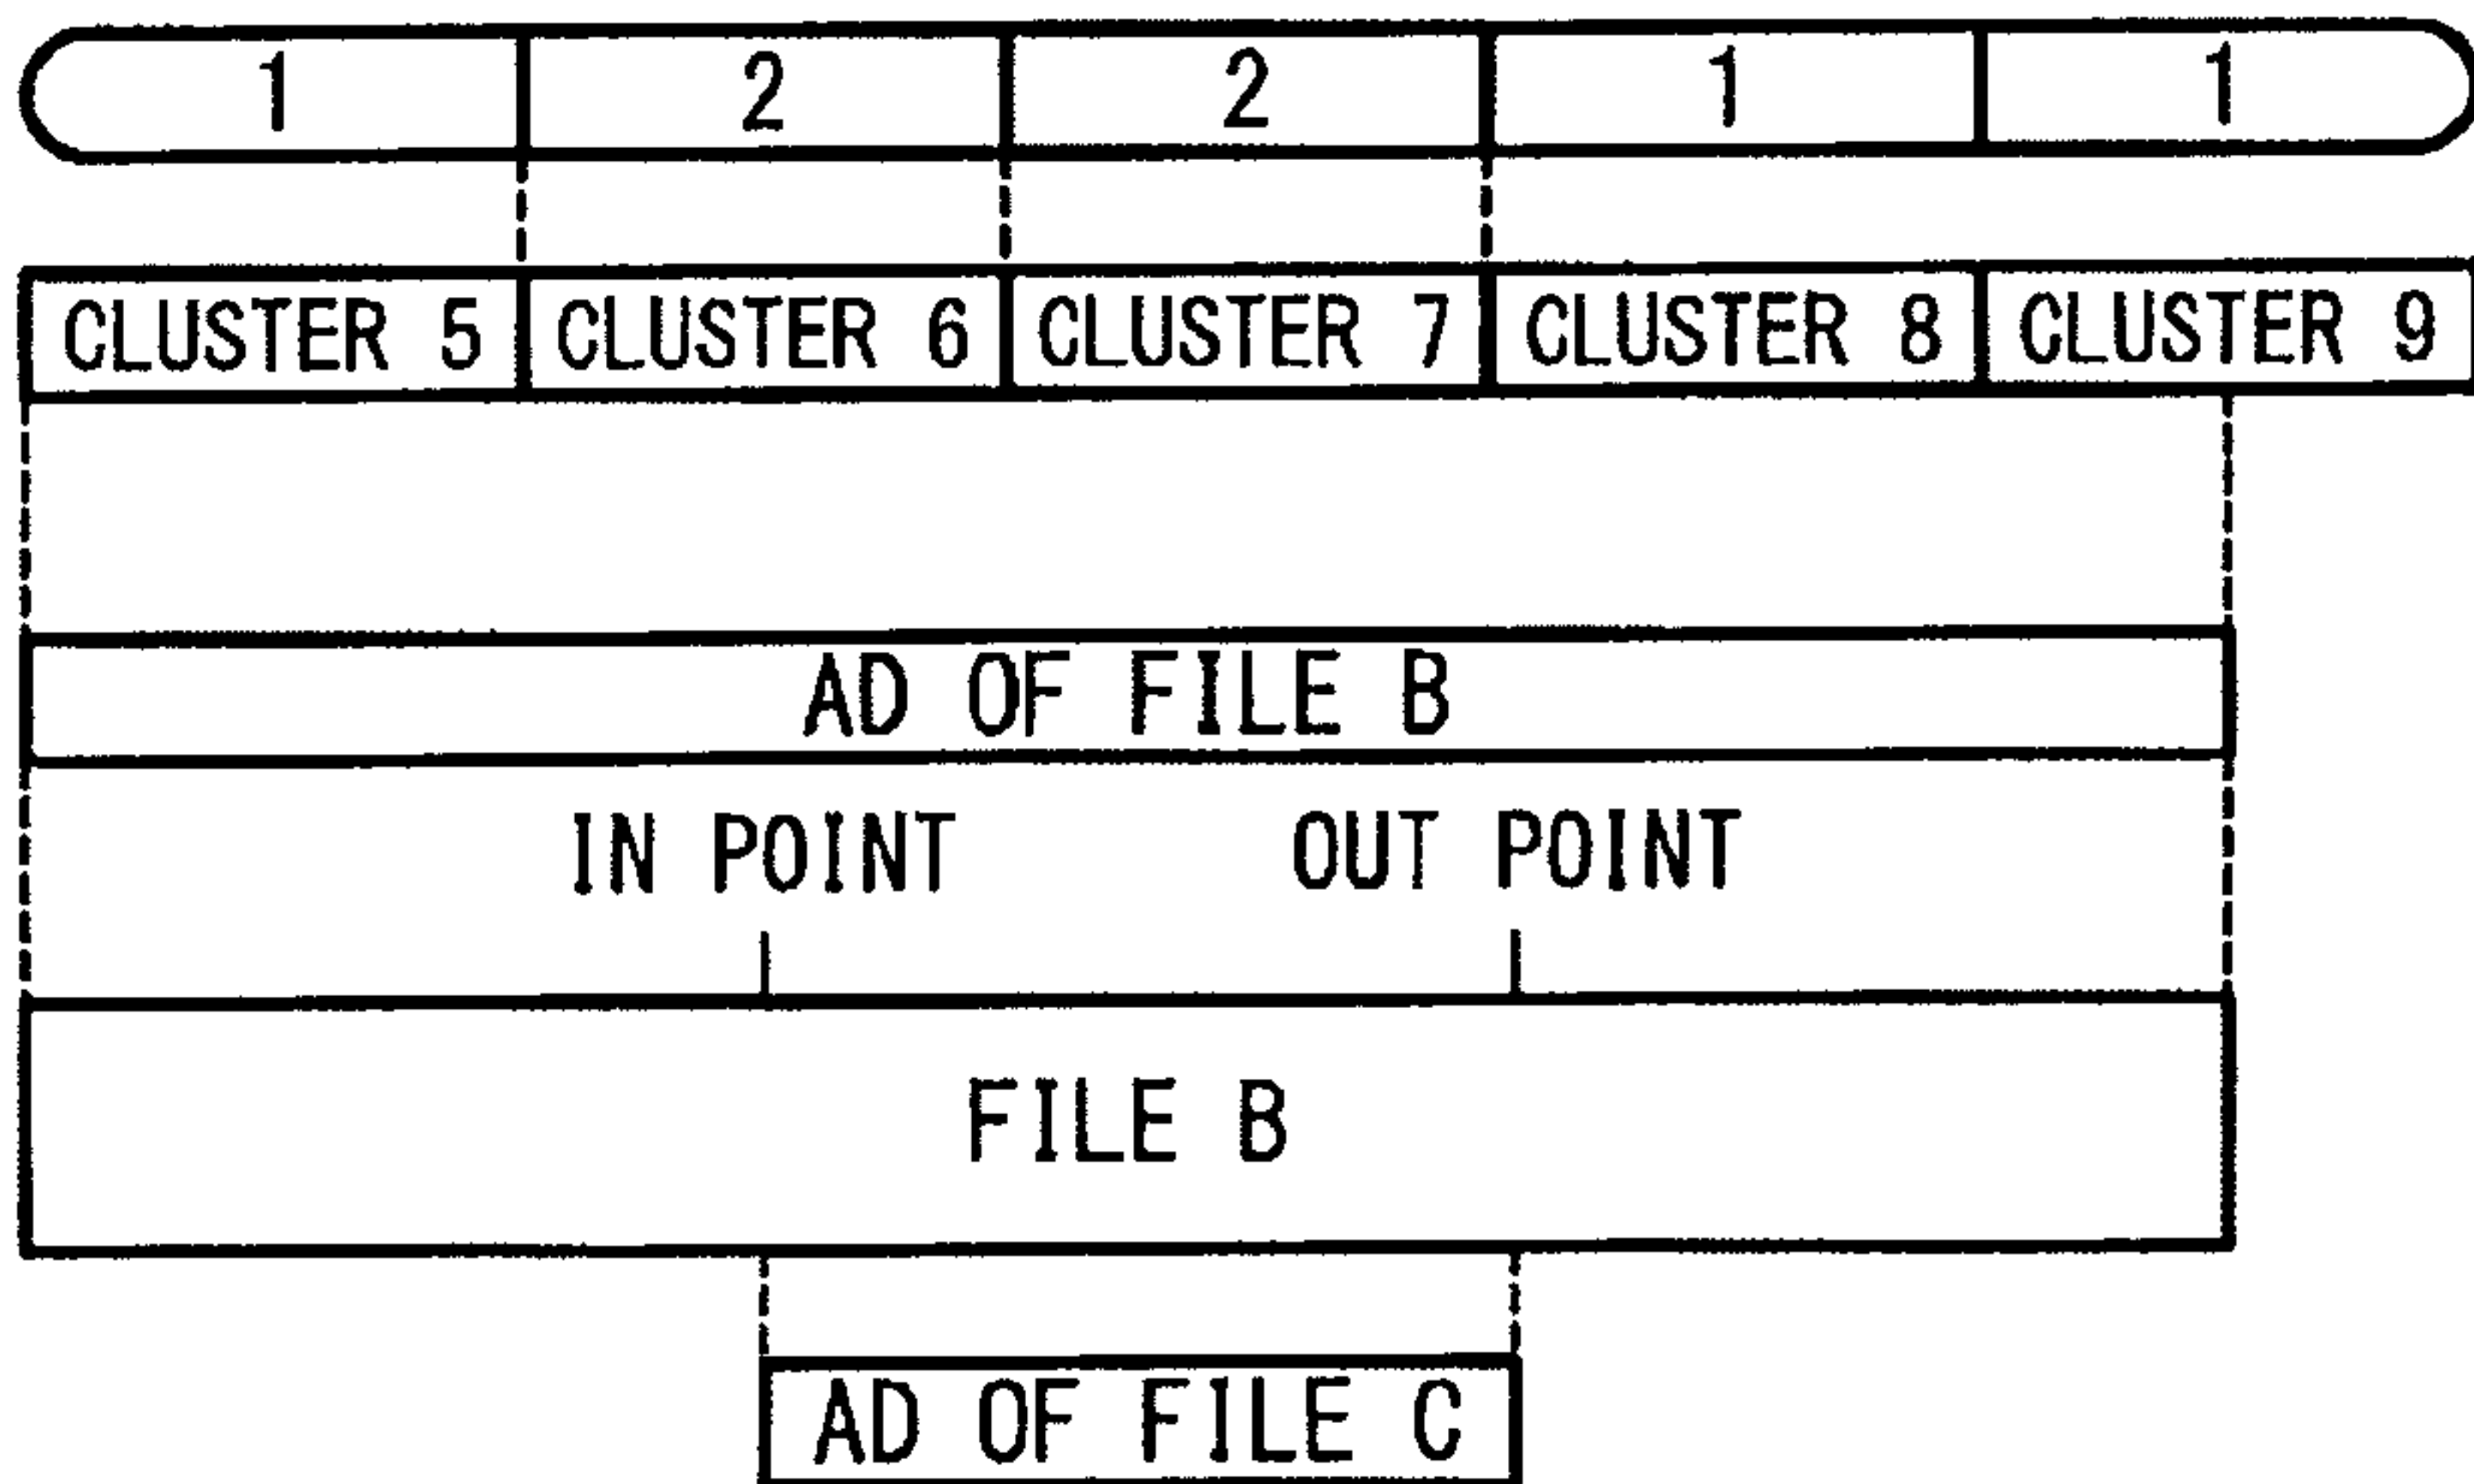 1 2 2 1 1
CLUSTER 5 CLUSTER 6 CLUSTER 7 CLUSTER 8 CLUSTER 9
AD OF FILE B
IN POINT OUT POINT
FILE B
AD OF FILE C